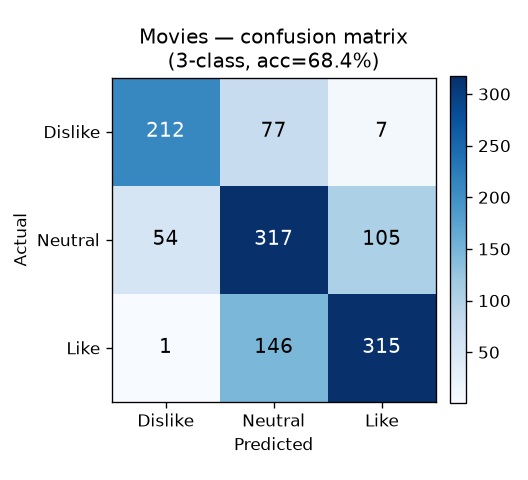 Movies — confusion matrix
(3-class, acc=68.4%)
Dislike 212 77 7
Neutral 54 317 105
Like 1 146 315
Dislike Neutral Like
Predicted
Actual
300
250
200
150
100
50